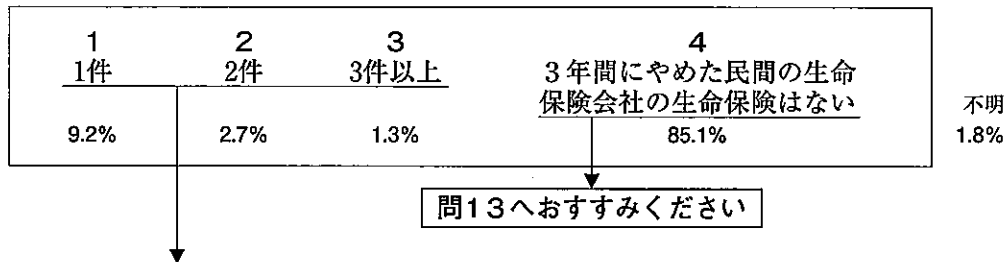 1 2 3 4
1件 2件 3件以上 3年間にやめた民間の生命
保険会社の生命保険はない 不明
9.2% 2.7% 1.3% 85.1% 1.8%
問13へおすすみください